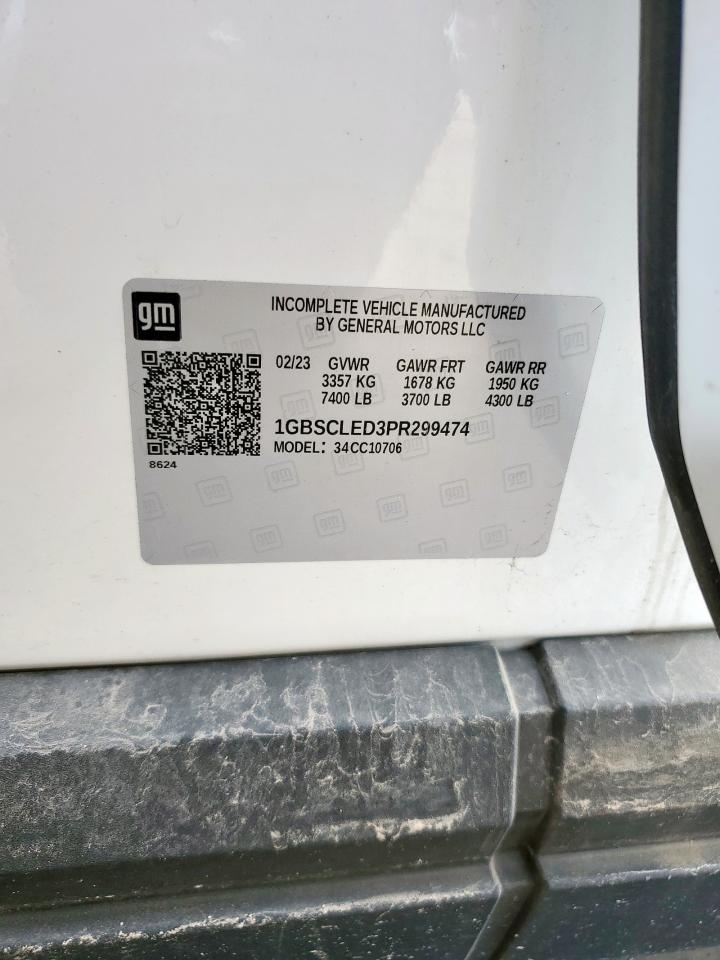 gm
INCOMPLETE VEHICLE MANUFACTURED
BY GENERAL MOTORS LLC
02/23 GVWR GAWR FRT GAWR RR
3357 KG 1678 KG 1950 KG
7400 LB 3700 LB 4300 LB
1GBSCLED3PR299474
MODEL: 34CC10706
8624